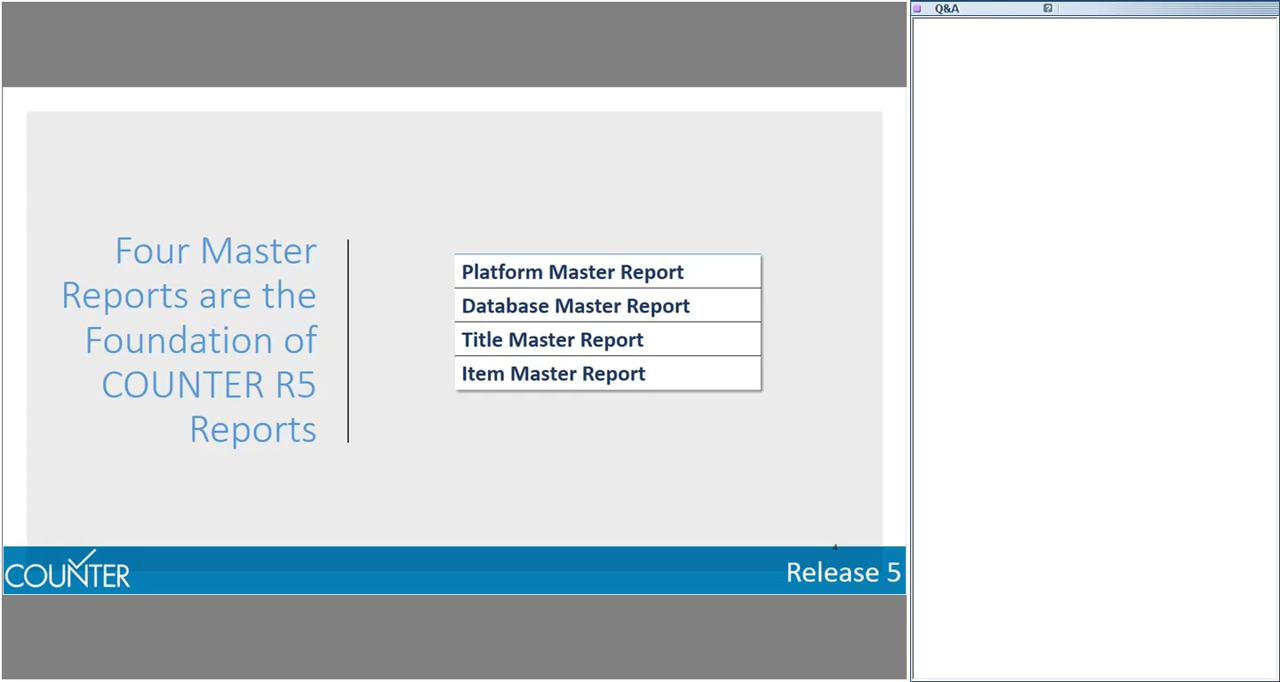 Q&A
Four Master
Reports are the
Foundation of
COUNTER R5
Reports
Platform Master Report
Database Master Report
Title Master Report
Item Master Report
4
COUNTER
Release 5